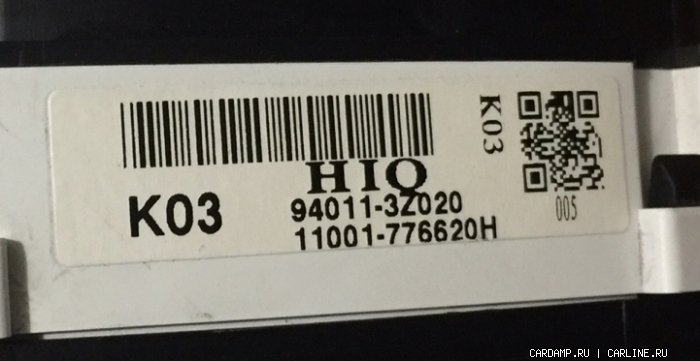 K03
HIQ
K03
94011-3Z020
11001-776620H
005
CARDAMP.RU | CARLINE.RU